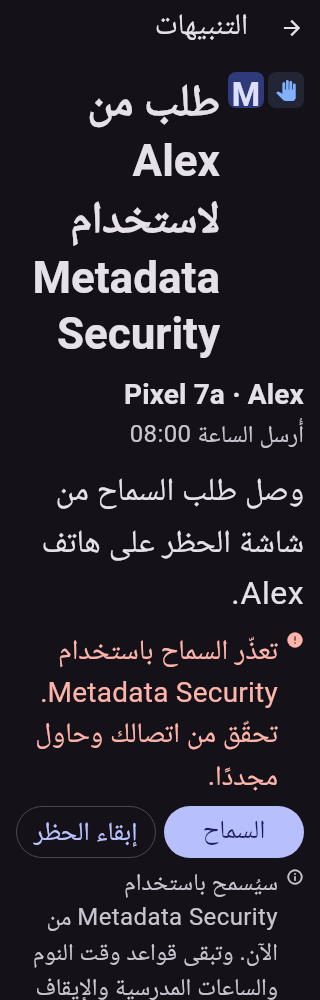 التنبيهات
M
طلب من
Alex
لاستخدام
Metadata
Security
Pixel 7a · Alex
أُرسل الساعة 08:00
وصل طلب السماح من
شاشة الحظر على هاتف
Alex.
تعذّر السماح باستخدام
Metadata Security.
تحقّق من اتصالك وحاول
مجددًا.
السماح
إبقاء الحظر
سيُسمح باستخدام
Metadata Security من
الآن. وتبقى قواعد وقت النوم
والساعات المدرسية والإيقاف